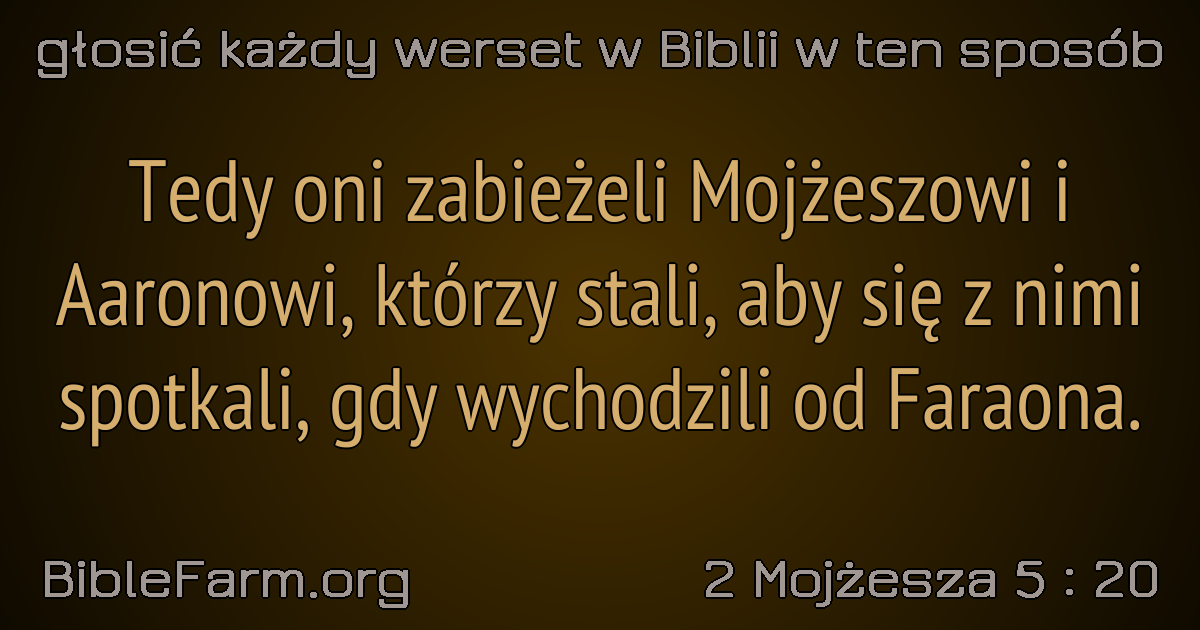 głosić każdy werset w Biblii w ten sposób
Tedy oni zabieżeli Mojżeszowi i
Aaronowi, którzy stali, aby się z nimi
spotkali, gdy wychodzili od Faraona.
BibleFarm.org
2 Mojżesza 5 : 20